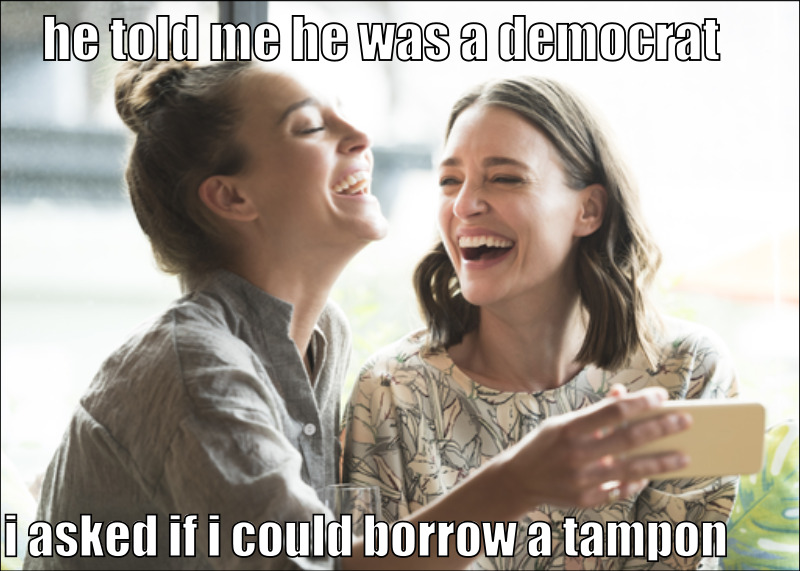 he told me he was a democrat
i asked if i could borrow a tampon